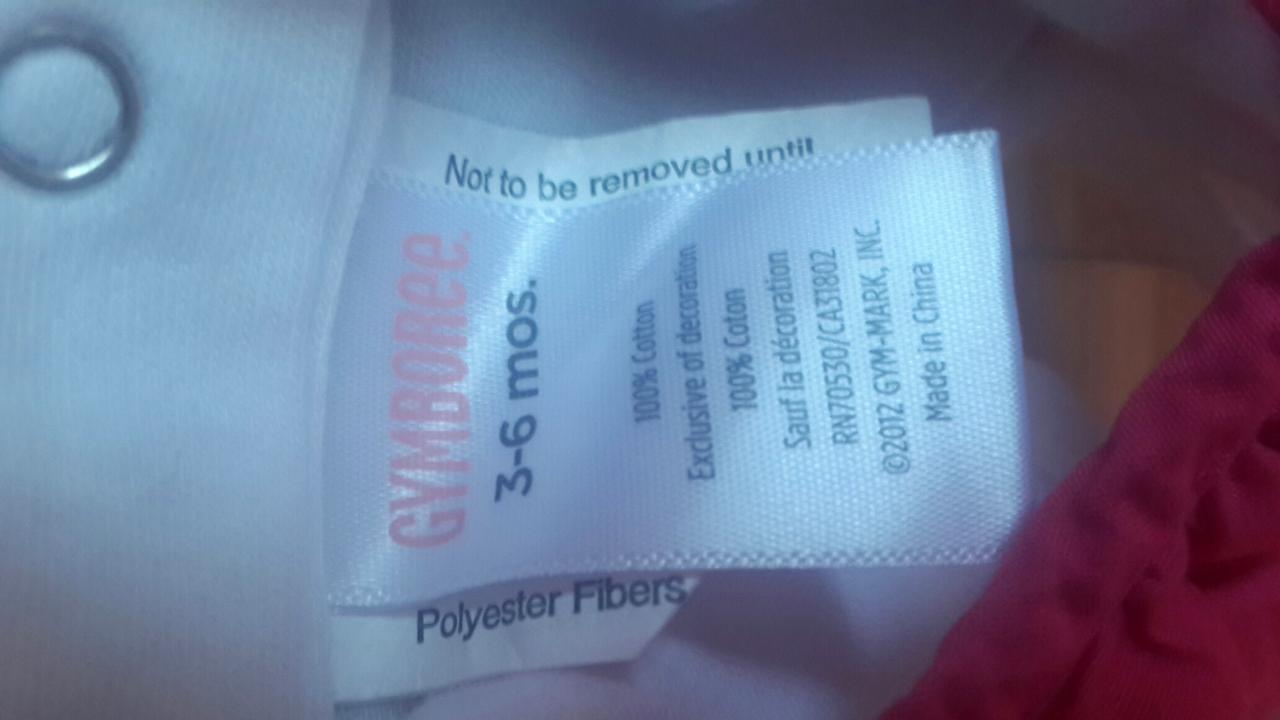 Not to be removed until
GYMBOREE.
3-6 mos.
100% Cotton
Exclusive of decoration
100% Coton
Sauf la décoration
RN70530/CA31802
©2012 GYM-MARK, INC.
Made in China
Polyester Fibers